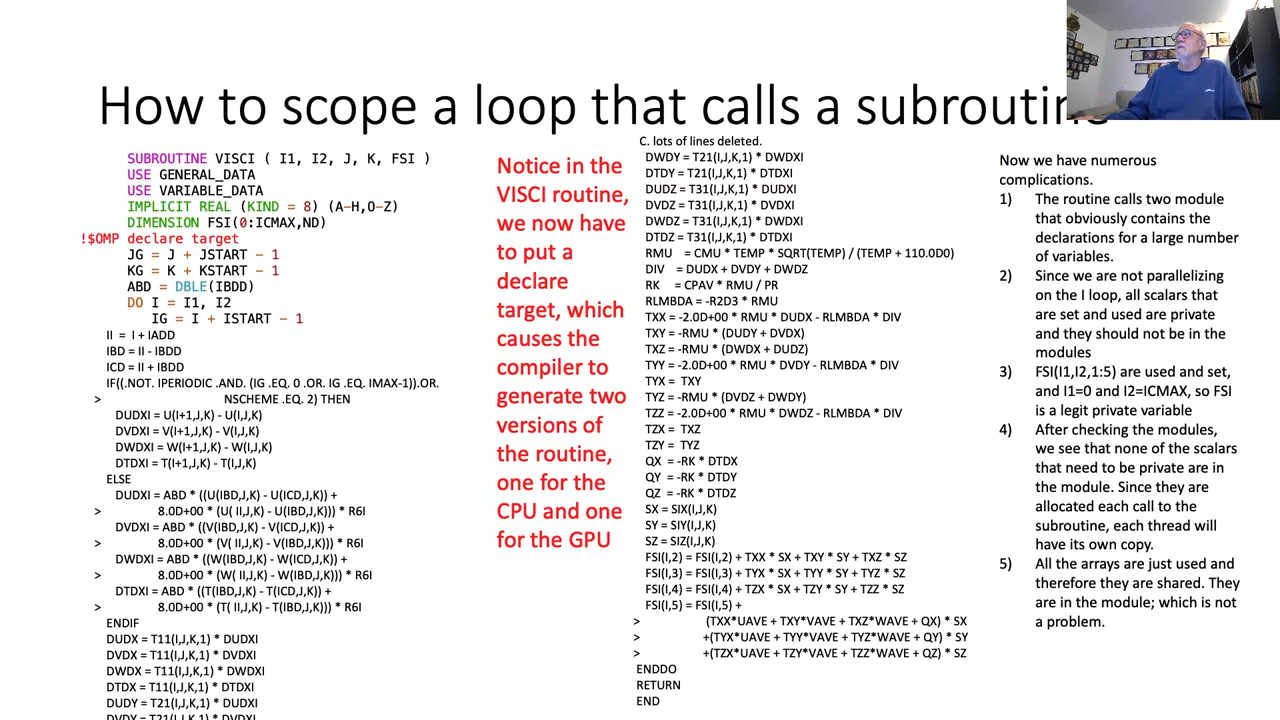 How to scope a loop that calls a subroutine
SUBROUTINE VISCI ( I1, I2, J, K, FSI )
USE GENERAL_DATA
USE VARIABLE_DATA
IMPLICIT REAL (KIND = 8) (A-H,O-Z)
DIMENSION FSI(0:ICMAX,ND)
!$OMP declare target
JG = J + JSTART - 1
KG = K + KSTART - 1
ABD = DBLE(IBDD)
DO I = I1, I2
IG = I + ISTART - 1
II = I + IADD
IBD = II - IBDD
ICD = II + IBDD
IF((.NOT. IPERIODIC .AND. (IG .EQ. 0 .OR. IG .EQ. IMAX-1)).OR.
> NSCHEME .EQ. 2) THEN
DUDXI = U(I+1,J,K) - U(I,J,K)
DVDXI = V(I+1,J,K) - V(I,J,K)
DWDXI = W(I+1,J,K) - W(I,J,K)
DTDXI = T(I+1,J,K) - T(I,J,K)
ELSE
DUDXI = ABD * ((U(IBD,J,K) - U(ICD,J,K)) +
> 8.0D+00 * (U( II,J,K) - U(IBD,J,K))) * R6I
DVDXI = ABD * ((V(IBD,J,K) - V(ICD,J,K)) +
> 8.0D+00 * (V( II,J,K) - V(IBD,J,K))) * R6I
DWDXI = ABD * ((W(IBD,J,K) - W(ICD,J,K)) +
> 8.0D+00 * (W( II,J,K) - W(IBD,J,K))) * R6I
DTDXI = ABD * ((T(IBD,J,K) - T(ICD,J,K)) +
> 8.0D+00 * (T( II,J,K) - T(IBD,J,K))) * R6I
ENDIF
DUDX = T11(I,J,K,1) * DUDXI
DVDX = T11(I,J,K,1) * DVDXI
DWDX = T11(I,J,K,1) * DWDXI
DTDX = T11(I,J,K,1) * DTDXI
DUDY = T21(I,J,K,1) * DUDXI
DVDY = T21(I,J,K,1) * DVDXI
Notice in the
VISCI routine,
we now have
to put a
declare
target, which
causes the
compiler to
generate two
versions of
the routine,
one for the
CPU and one
for the GPU
C. lots of lines deleted.
DWDY = T21(I,J,K,1) * DWDXI
DTDY = T21(I,J,K,1) * DTDXI
DUDZ = T31(I,J,K,1) * DUDXI
DVDZ = T31(I,J,K,1) * DVDXI
DWDZ = T31(I,J,K,1) * DWDXI
DTDZ = T31(I,J,K,1) * DTDXI
RMU = CMU * TEMP * SQRT(TEMP) / (TEMP + 110.0D0)
DIV = DUDX + DVDY + DWDZ
RK = CPAV * RMU / PR
RLMBDA = -R2D3 * RMU
TXX = -2.0D+00 * RMU * DUDX - RLMBDA * DIV
TXY = -RMU * (DUDY + DVDX)
TXZ = -RMU * (DWDX + DUDZ)
TYY = -2.0D+00 * RMU * DVDY - RLMBDA * DIV
TYX = TXY
TYZ = -RMU * (DVDZ + DWDY)
TZZ = -2.0D+00 * RMU * DWDZ - RLMBDA * DIV
TZX = TXZ
TZY = TYZ
QX = -RK * DTDX
QY = -RK * DTDY
QZ = -RK * DTDZ
SX = SIX(I,J,K)
SY = SIY(I,J,K)
SZ = SIZ(I,J,K)
FSI(I,2) = FSI(I,2) + TXX * SX + TXY * SY + TXZ * SZ
FSI(I,3) = FSI(I,3) + TYX * SX + TYY * SY + TYZ * SZ
FSI(I,4) = FSI(I,4) + TZX * SX + TZY * SY + TZZ * SZ
FSI(I,5) = FSI(I,5) +
> (TXX*UAVE + TXY*VAVE + TXZ*WAVE + QX) * SX
> +(TYX*UAVE + TYY*VAVE + TYZ*WAVE + QY) * SY
> +(TZX*UAVE + TZY*VAVE + TZZ*WAVE + QZ) * SZ
ENDDO
RETURN
END
Now we have numerous
complications.
1) The routine calls two module
that obviously contains the
declarations for a large number
of variables.
2) Since we are not parallelizing
on the I loop, all scalars that
are set and used are private
and they should not be in the
modules
3) FSI(I1,I2,1:5) are used and set,
and I1=0 and I2=ICMAX, so FSI
is a legit private variable
4) After checking the modules,
we see that none of the scalars
that need to be private are in
the module. Since they are
allocated each call to the
subroutine, each thread will
have its own copy.
5) All the arrays are just used and
therefore they are shared. They
are in the module; which is not
a problem.